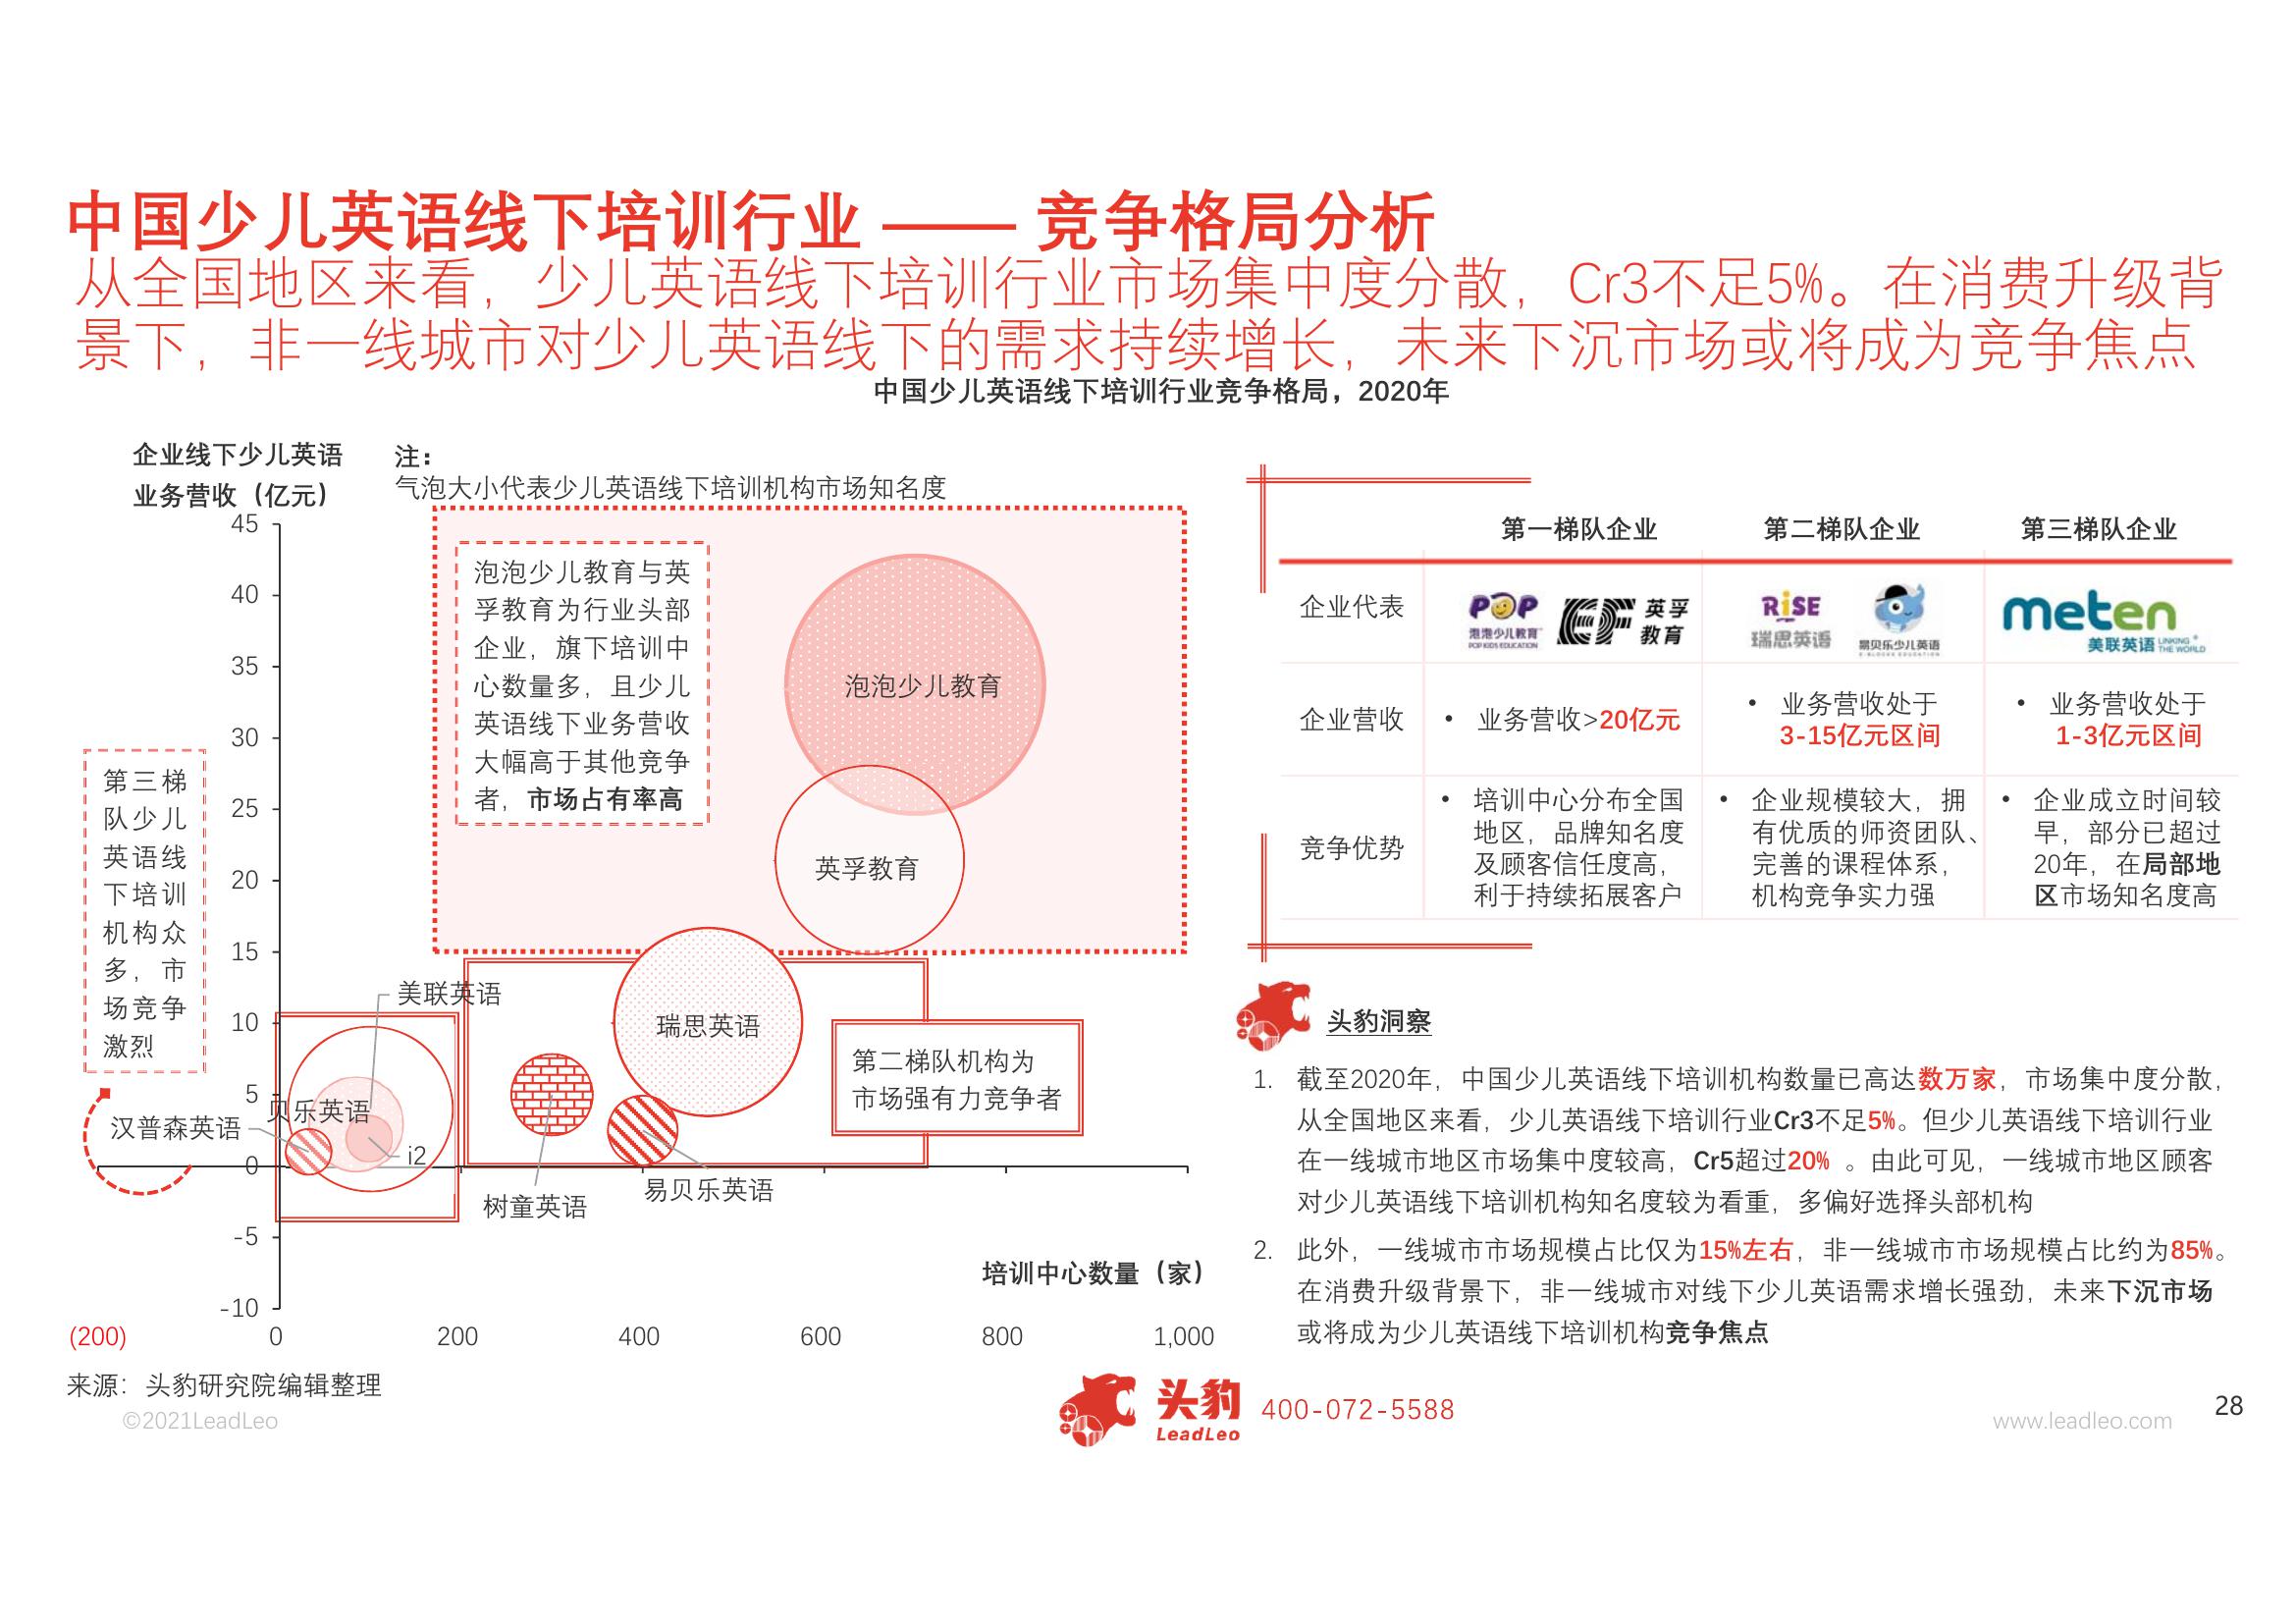 中国少儿英语线下培训行业 —— 竞争格局分析
从全国地区来看，少儿英语线下培训行业市场集中度分散，Cr3不足5%。在消费升级背
景下，非一线城市对少儿英语线下的需求持续增长，未来下沉市场或将成为竞争焦点
中国少儿英语线下培训行业竞争格局，2020年
企业线下少儿英语
业务营收（亿元）
注：
气泡大小代表少儿英语线下培训机构市场知名度
45
40
35
30
25
20
15
10
5
0
-5
-10
(200)
0
200
400
600
800
1,000
培训中心数量（家）
泡泡少儿教育与英
孚教育为行业头部
企业，旗下培训中
心数量多，且少儿
英语线下业务营收
大幅高于其他竞争
者，市场占有率高
泡泡少儿教育
英孚教育
第三梯
队少儿
英语线
下培训
机构众
多，市
场竞争
激烈
美联英语
贝乐英语
汉普森英语
i2
瑞思英语
树童英语
易贝乐英语
第二梯队机构为
市场强有力竞争者
第一梯队企业
第二梯队企业
第三梯队企业
企业代表
POP
泡泡少儿教育
POP KIDS EDUCATION
EF 英孚
教育
RiSE
瑞思英语
易贝乐少儿英语
E-BLOCKS EDUCATION
meten
美联英语 LINKING
THE WORLD
企业营收
• 业务营收>20亿元
• 业务营收处于
3-15亿元区间
• 业务营收处于
1-3亿元区间
竞争优势
• 培训中心分布全国
地区，品牌知名度
及顾客信任度高，
利于持续拓展客户
• 企业规模较大，拥
有优质的师资团队、
完善的课程体系，
机构竞争实力强
• 企业成立时间较
早，部分已超过
20年，在局部地
区市场知名度高
头豹洞察
1. 截至2020年，中国少儿英语线下培训机构数量已高达数万家，市场集中度分散，
从全国地区来看，少儿英语线下培训行业Cr3不足5%。但少儿英语线下培训行业
在一线城市地区市场集中度较高，Cr5超过20% 。由此可见，一线城市地区顾客
对少儿英语线下培训机构知名度较为看重，多偏好选择头部机构
2. 此外，一线城市市场规模占比仅为15%左右，非一线城市市场规模占比约为85%。
在消费升级背景下，非一线城市对线下少儿英语需求增长强劲，未来下沉市场
或将成为少儿英语线下培训机构竞争焦点
来源：头豹研究院编辑整理
©2021LeadLeo
头豹
LeadLeo
400-072-5588
www.leadleo.com
28